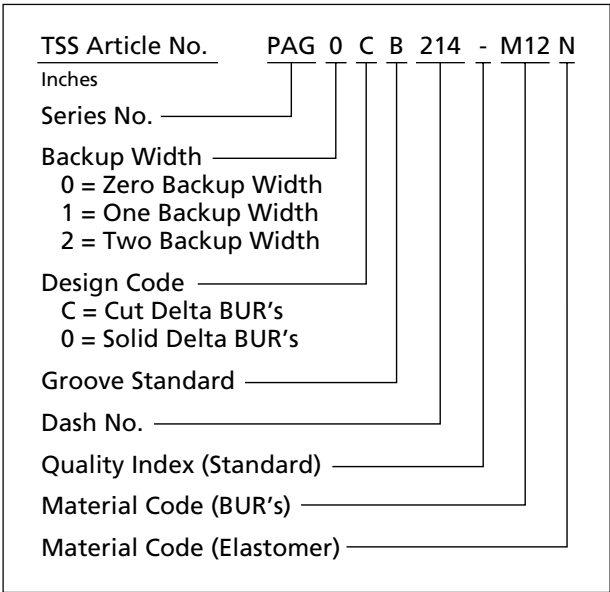 TSS Article No. PAG 0 C B 214 - M12 N
Inches
Series No.
Backup Width
0 = Zero Backup Width
1 = One Backup Width
2 = Two Backup Width
Design Code
C = Cut Delta BUR's
0 = Solid Delta BUR's
Groove Standard
Dash No.
Quality Index (Standard)
Material Code (BUR's)
Material Code (Elastomer)